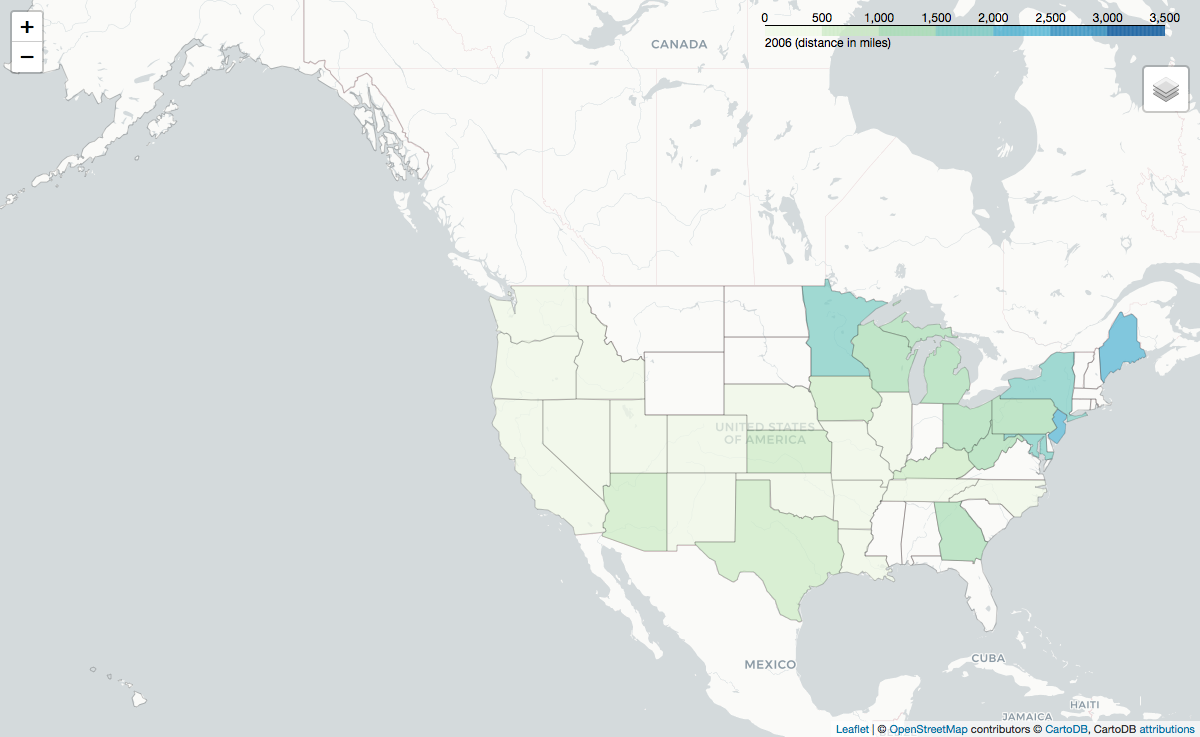 +
−
0 500 1,000 1,500 2,000 2,500 3,000 3,500
2006 (distance in miles)
CANADA
UNITED STATES
OF AMERICA
MEXICO
CUBA
HAITI
JAMAICA
Leaflet | © OpenStreetMap contributors © CartoDB, CartoDB attributions